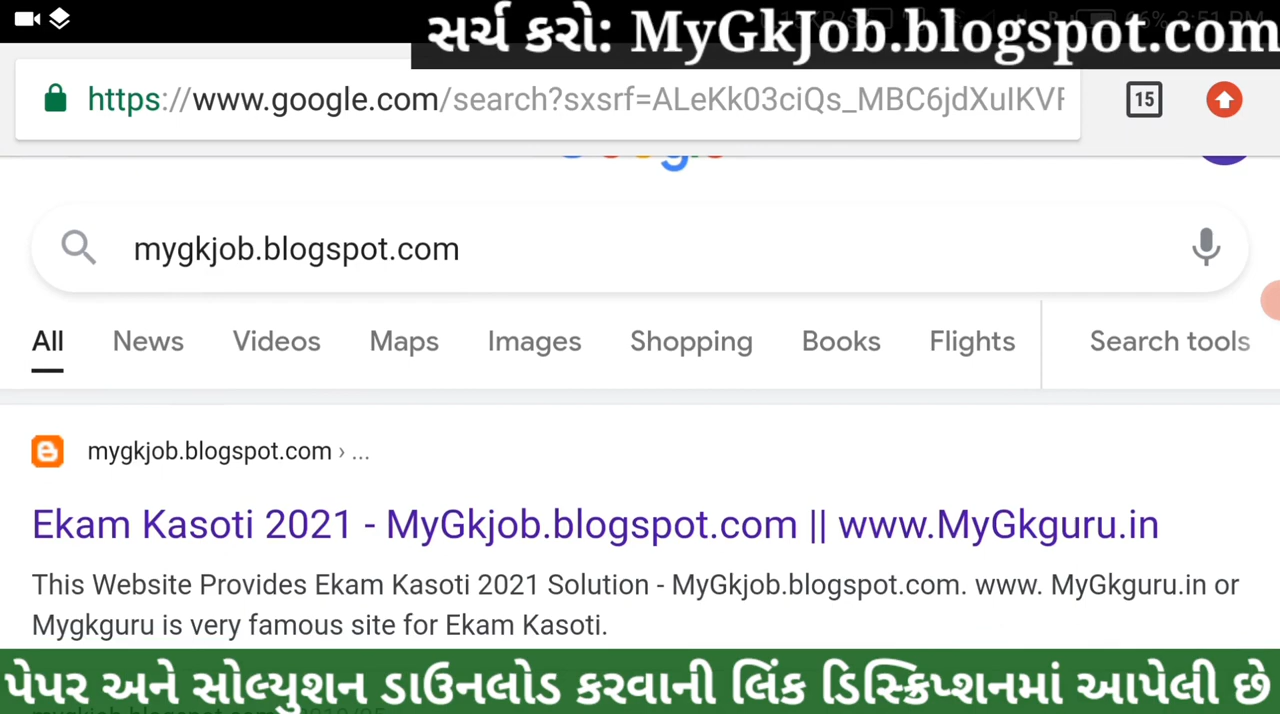 સર્ચ કરો: MyGkJob.blogspot.com
https://www.google.com/search?sxsrf=ALeKk03ciQs_MBC6jdXuIKVF
15
mygkjob.blogspot.com
All News Videos Maps Images Shopping Books Flights Search tools
mygkjob.blogspot.com › ...
Ekam Kasoti 2021 - MyGkjob.blogspot.com || www.MyGkguru.in
This Website Provides Ekam Kasoti 2021 Solution - MyGkjob.blogspot.com. www. MyGkguru.in or
Mygkguru is very famous site for Ekam Kasoti.
પેપર અને સોલ્યુશન ડાઉનલોડ કરવાની લિંક ડિસ્ક્રિપ્શનમાં આપેલી છે